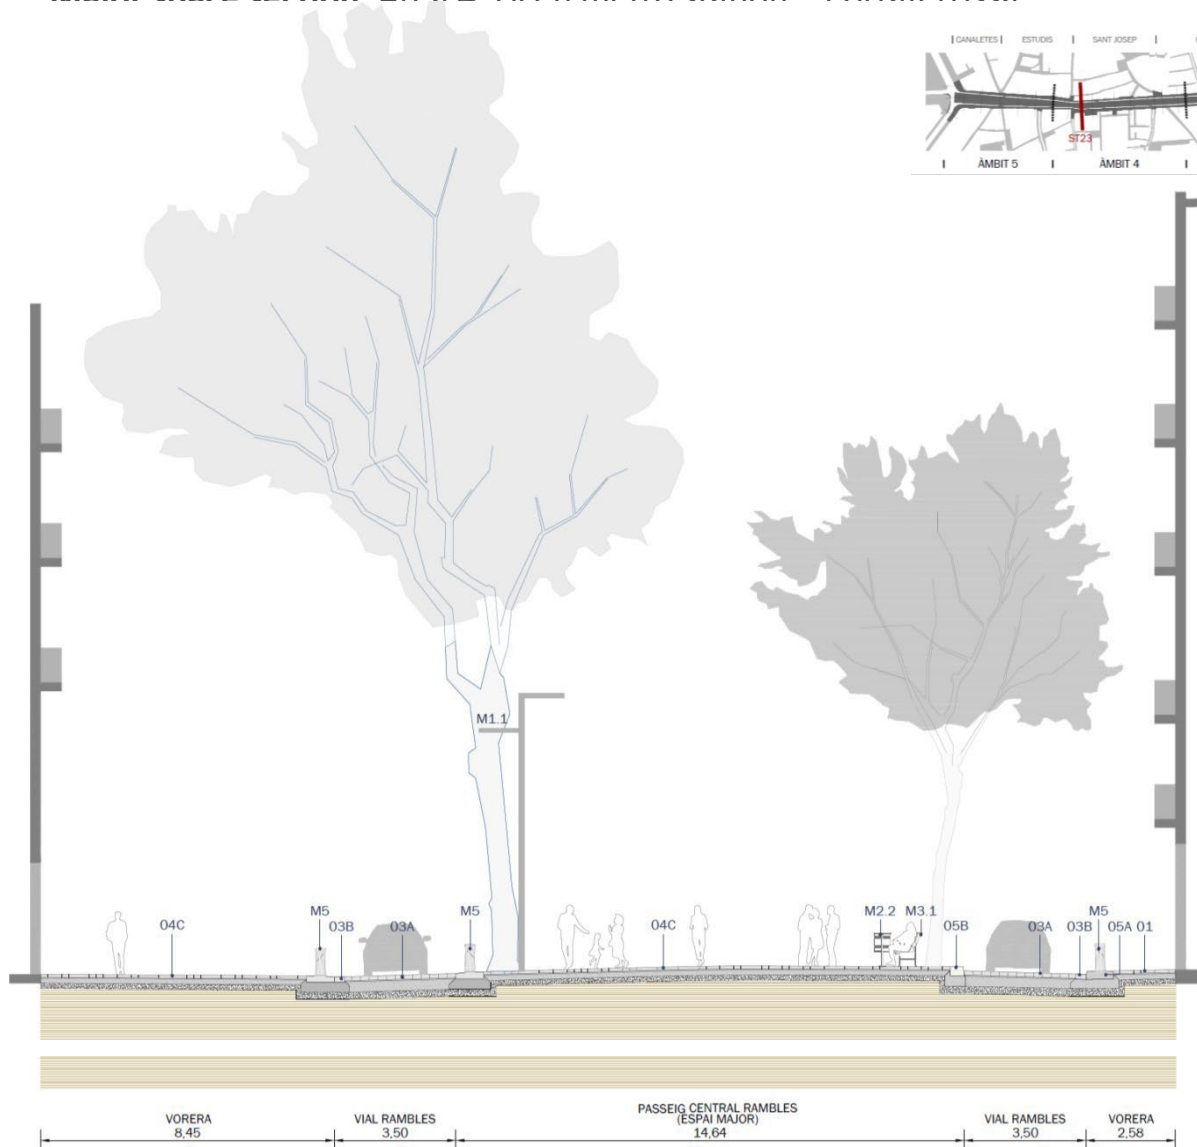 CANALETES ESTUDIS SANT JOSEP
ST23
ÀMBIT 5 ÀMBIT 4
M1.1
04C M5 03B 03A M5 04C M2.2 M3.1 05B 03A 03B M5 05A 01
VORERA
8,45
VIAL RAMBLES
3,50
PASSEIG CENTRAL RAMBLES
(ESPAI MAJOR)
14,64
VIAL RAMBLES
3,50
VORERA
2,58